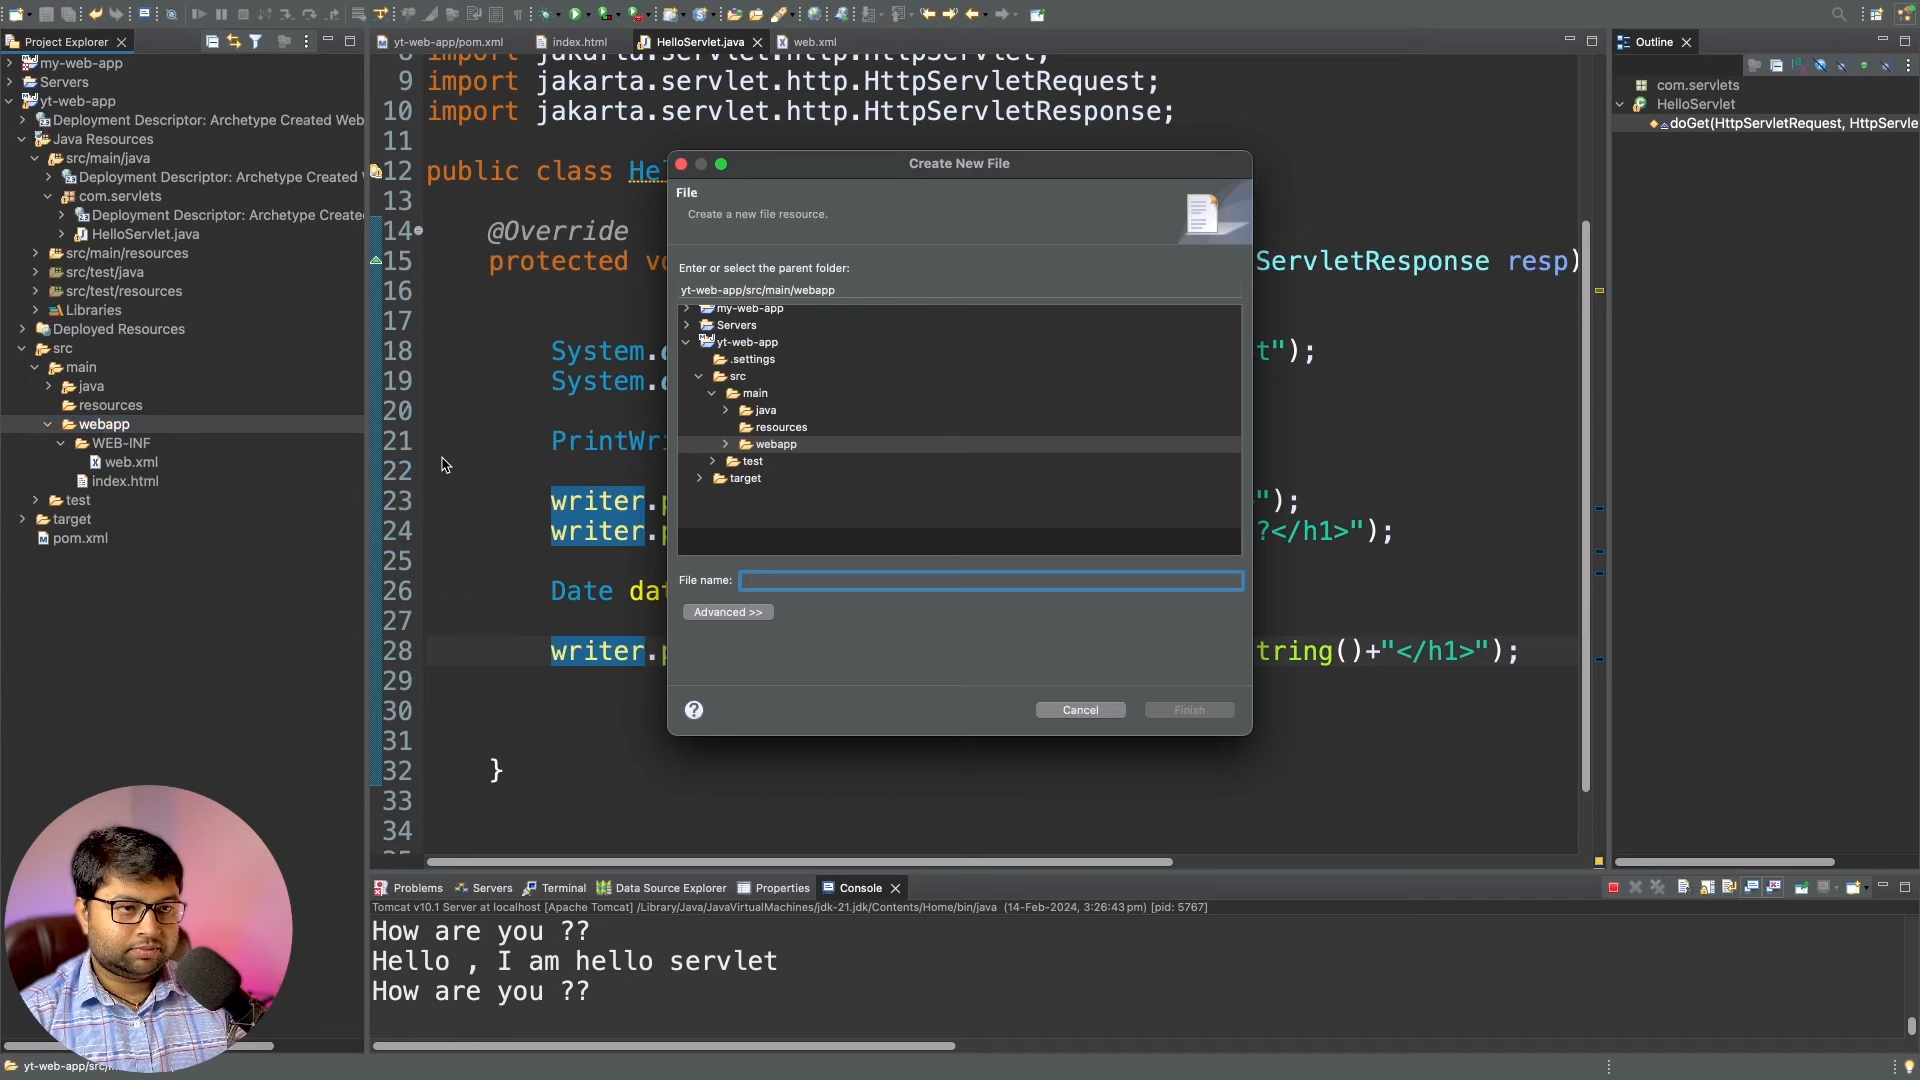 Project Explorer
my-web-app
Servers
yt-web-app
Deployment Descriptor: Archetype Created Web
Java Resources
src/main/java
Deployment Descriptor: Archetype Created
com.servlets
Deployment Descriptor: Archetype Create
HelloServlet.java
src/main/resources
src/test/java
src/test/resources
Libraries
Deployed Resources
src
main
java
resources
webapp
WEB-INF
web.xml
index.html
test
target
pom.xml
yt-web-app/pom.xml
index.html
HelloServlet.java
web.xml
9 import jakarta.servlet.http.HttpServletRequest;
10 import jakarta.servlet.http.HttpServletResponse;
11
12 public class
13
14 @Override
15 protected ServletResponse resp)
16
17
18 System. t");
19 System.
20
21
22
23 writer. ");
24 writer. ?</h1>");
25
26 Date
27
28 writer. tring()+"</h1>");
29
30
31
32 }
33
34
Create New File
File
Create a new file resource.
Enter or select the parent folder:
yt-web-app/src/main/webapp
my-web-app
Servers
yt-web-app
.settings
src
main
java
resources
webapp
test
target
File name:
Advanced >>
?
Cancel
Finish
Outline
com.servlets
HelloServlet
doGet(HttpServletRequest, HttpServle
Problems
Servers
Terminal
Data Source Explorer
Properties
Console
Tomcat v10.1 Server at localhost [Apache Tomcat] /Library/Java/JavaVirtualMachines/jdk-21.jdk/Contents/Home/bin/java (14-Feb-2024, 3:26:43 pm) [pid: 5767]
How are you ??
Hello , I am hello servlet
How are you ??
yt-web-app/src/